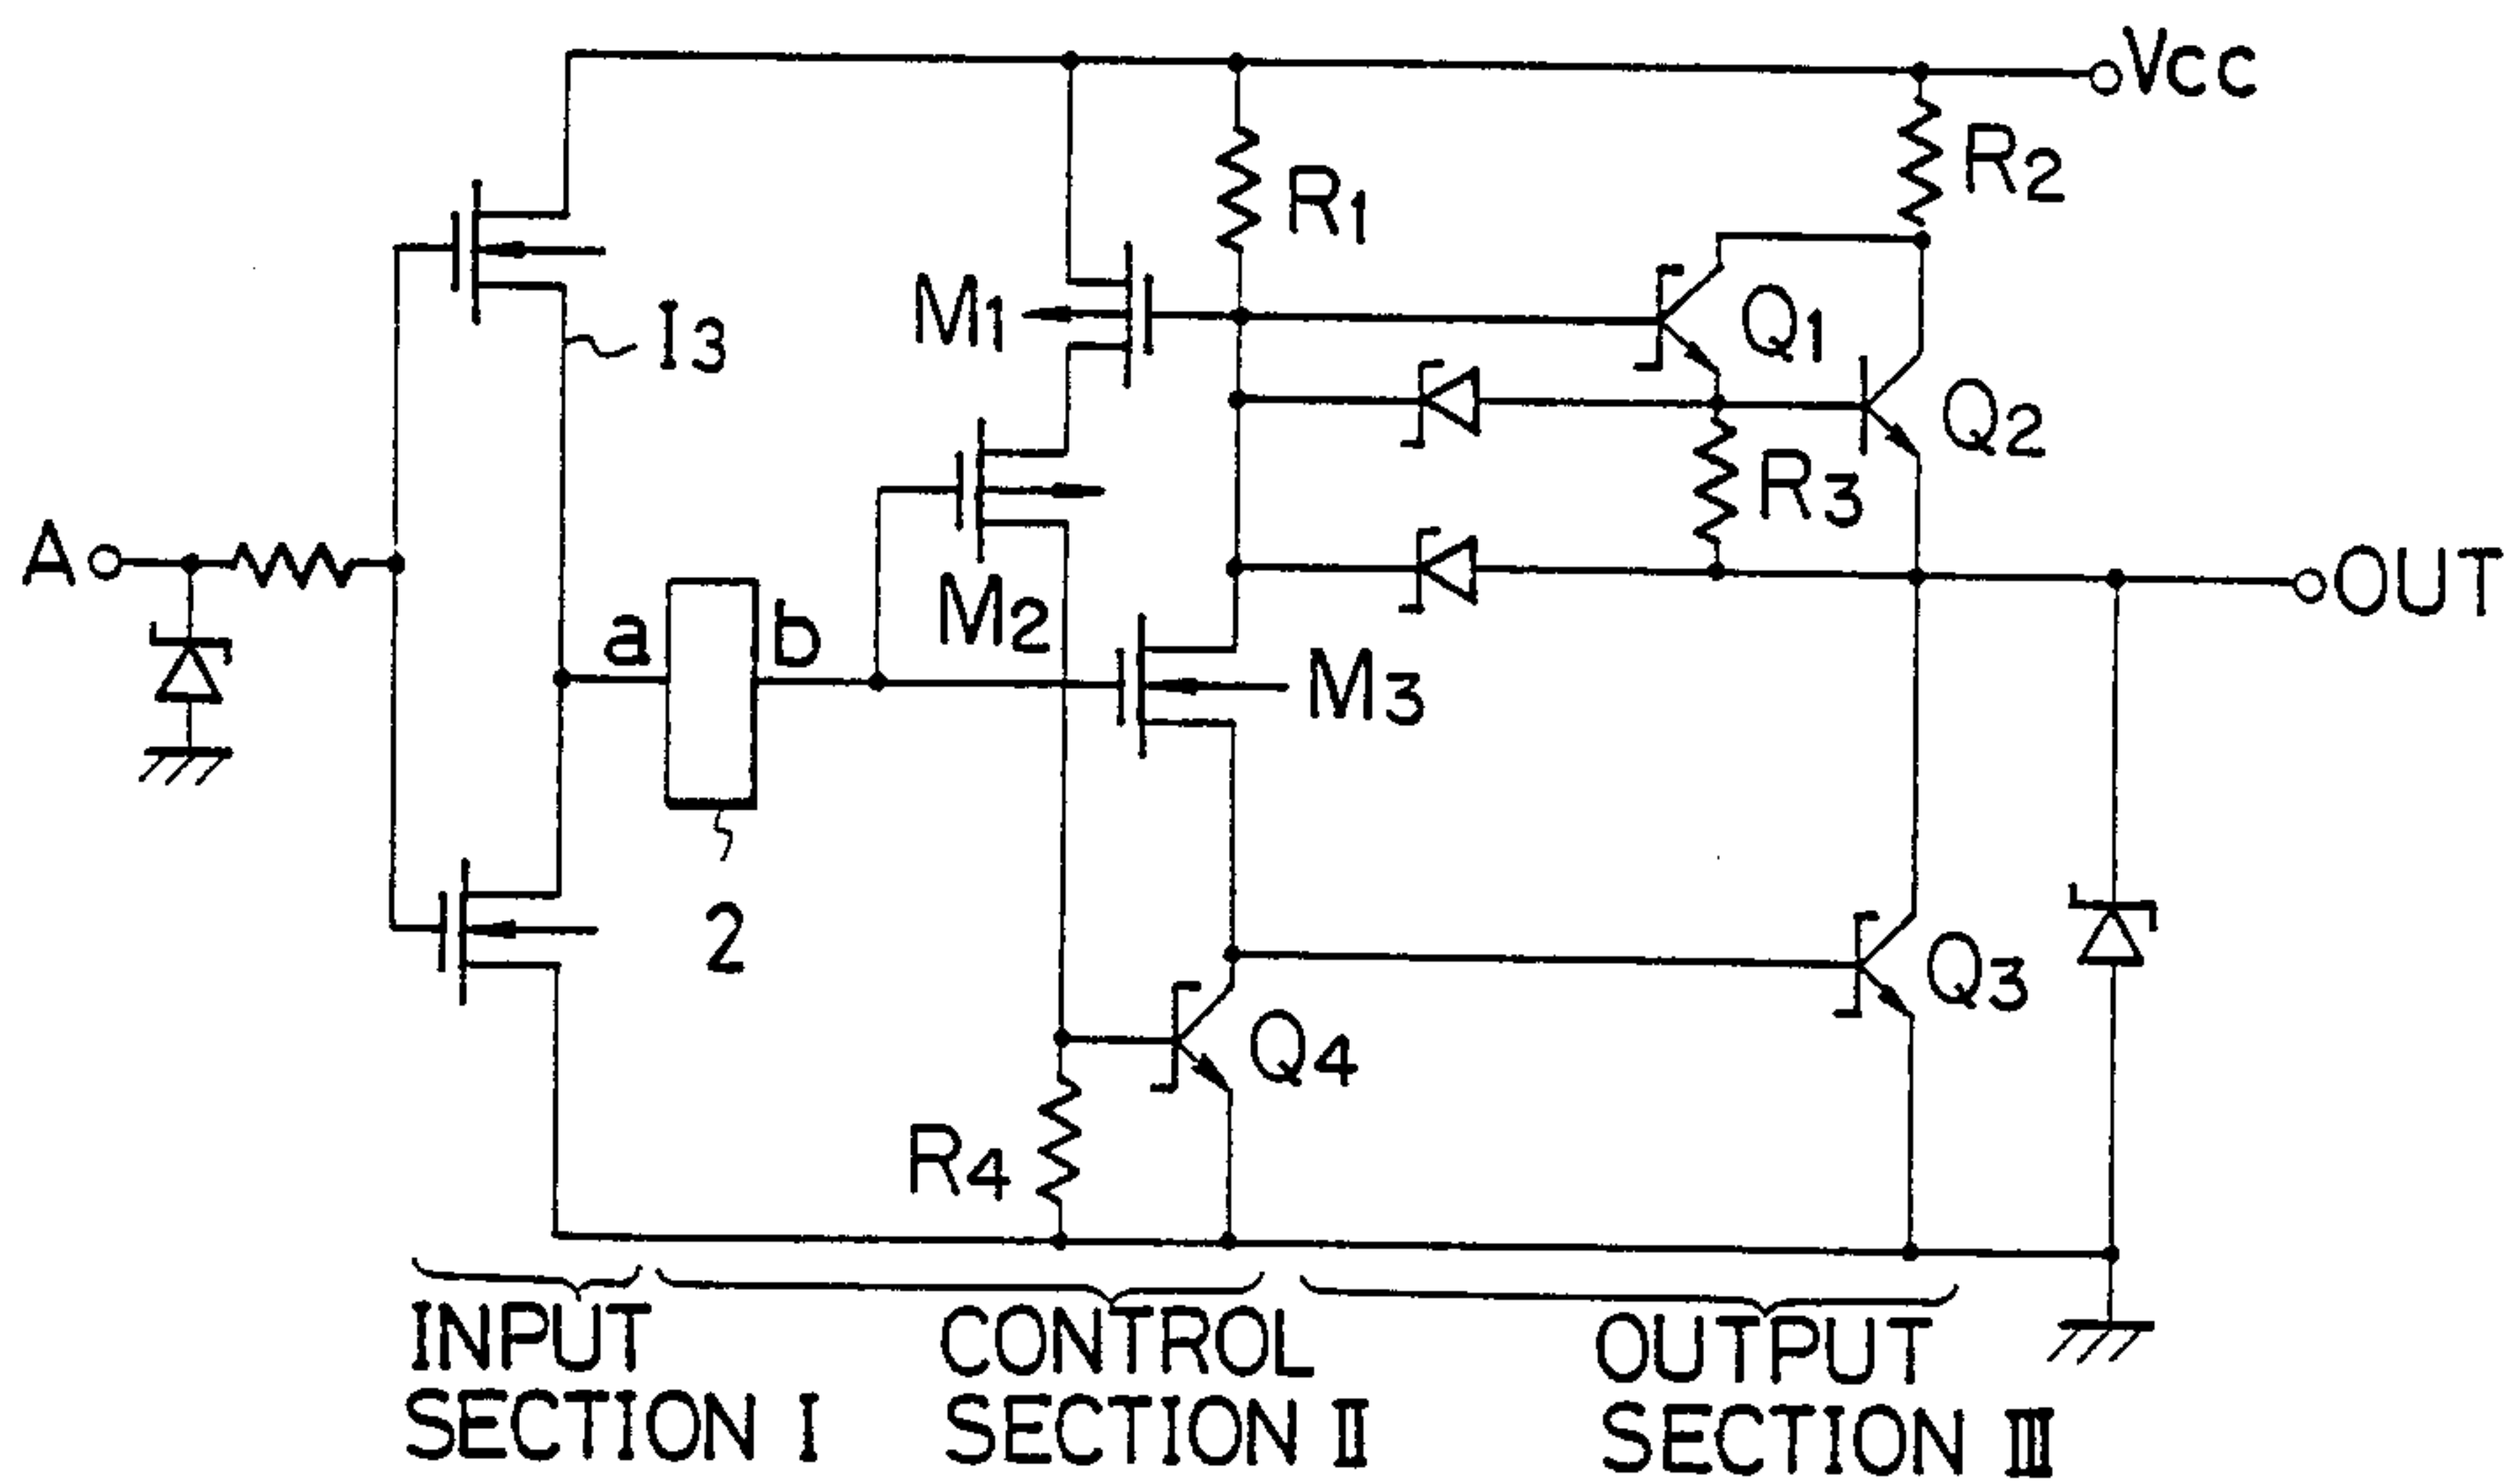 Vcc
R2
R1
M1
Q1
I3
Q2
R3
A
OUT
M2
a
b
M3
2
Q3
Q4
R4
INPUT
SECTION I
CONTROL
SECTION II
OUTPUT
SECTION III